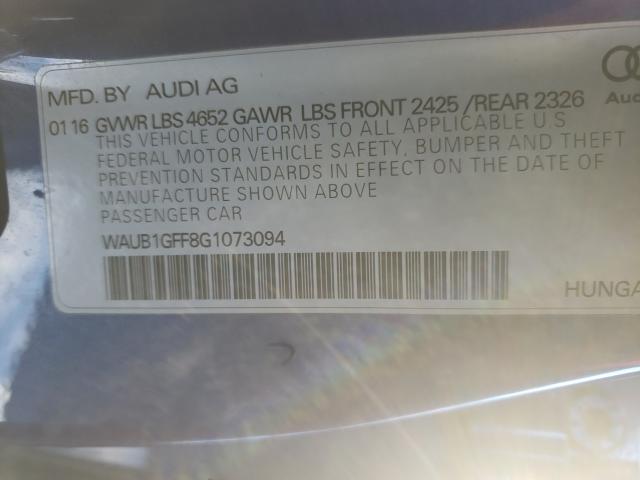 MFD. BY AUDI AG
01 16 GVWR LBS 4652 GAWR LBS FRONT 2425 /REAR 2326
THIS VEHICLE CONFORMS TO ALL APPLICABLE U.S
FEDERAL MOTOR VEHICLE SAFETY, BUMPER AND THEFT
PREVENTION STANDARDS IN EFFECT ON THE DATE OF
MANUFACTURE SHOWN ABOVE
PASSENGER CAR
WAUB1GFF8G1073094
HUNGA
Aud